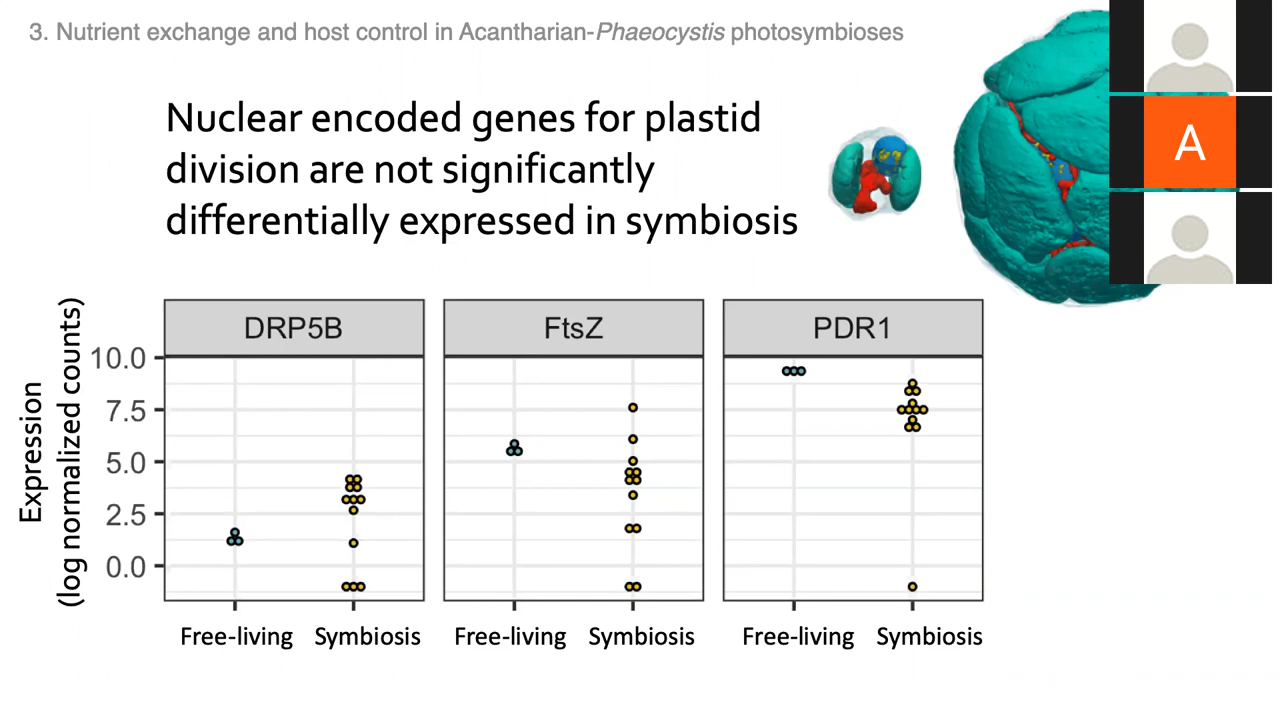 3. Nutrient exchange and host control in Acantharian-Phaeocystis photosymbioses
A
Nuclear encoded genes for plastid
division are not significantly
differentially expressed in symbiosis
Expression
(log normalized counts)
DRP5B
FtsZ
PDR1
10.0
7.5
5.0
2.5
0.0
Free-living
Symbiosis
Free-living
Symbiosis
Free-living
Symbiosis